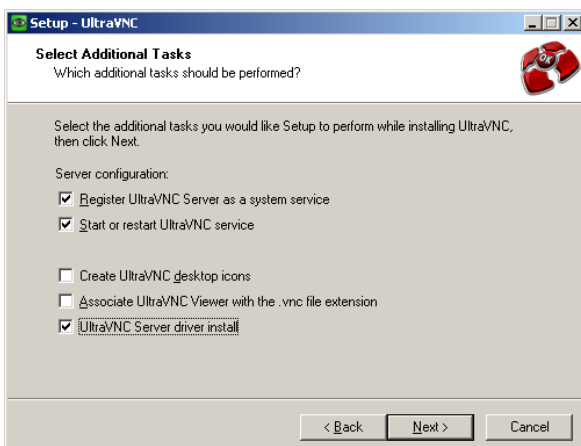 Setup - UltraVNC
Select Additional Tasks
Which additional tasks should be performed?
OK
Select the additional tasks you would like Setup to perform while installing UltraVNC,
then click Next.
Server configuration:
Register UltraVNC Server as a system service
Start or restart UltraVNC service
Create UltraVNC desktop icons
Associate UltraVNC Viewer with the .vnc file extension
UltraVNC Server driver install
< Back Next > Cancel